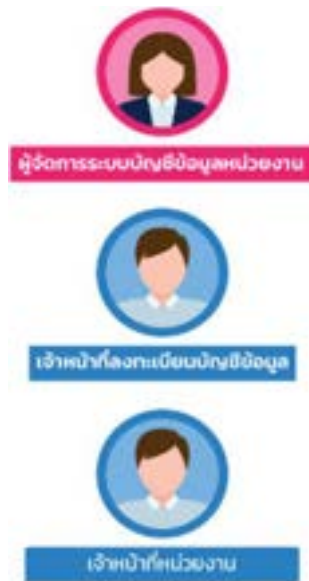 ผู้จัดการระบบบัญชีข้อมูลหน่วยงาน
เจ้าหน้าที่ลงทะเบียนบัญชีข้อมูล
เจ้าหน้าที่หน่วยงาน